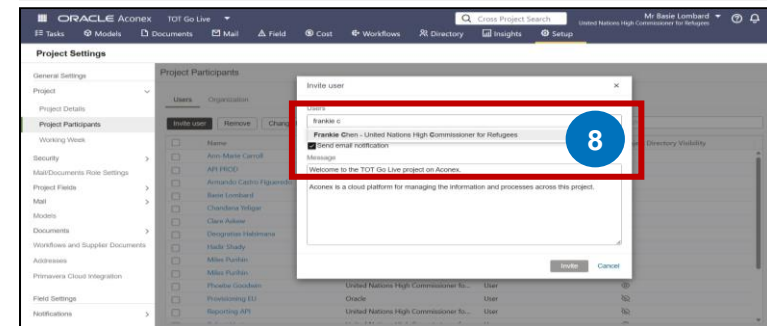 ORACLE Aconex TOT Go Live
Cross Project Search
Mr Basie Lombard
United Nations High Commissioner for Refugees
Tasks Models Documents Mail Field Cost Workflows Directory Insights Setup
Project Settings
General Settings
Project
Project Details
Project Participants
Working Week
Security
Mail/Documents Role Settings
Project Fields
Mail
Models
Documents
Workflows and Supplier Documents
Addresses
Primavera Cloud Integration
Field Settings
Notifications
Project Participants
Users Organization
Invite user Remove
Name
Directory Visibility
Ann-Marie Carroll
API PROD
Armando Castro Figueredo
Basie Lombard
Chandana Yeligar
Clare Askew
Deogratias Habimana
Hadir Shady
Miles Purihin
Miles Purihin
Phoebe Goodwin United Nations High Commissioner fo... User
Provisioning EU Oracle User
Reporting API United Nations High Commissioner fo... User
Invite user
Users
frankie c
Frankie Chen - United Nations High Commissioner for Refugees
Send email notification
Message
Welcome to the TOT Go Live project on Aconex.
Aconex is a cloud platform for managing the information and processes across this project.
Invite Cancel
8